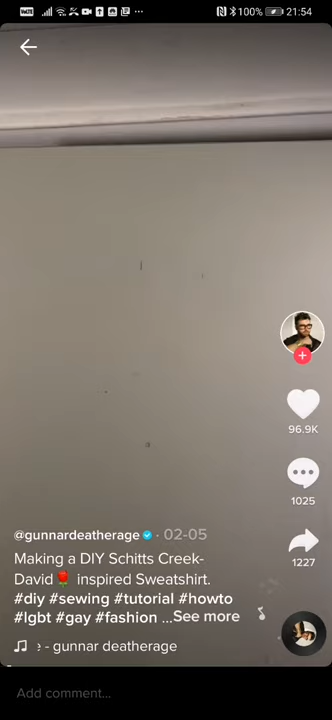 100% 21:54
96.9K
1025
1227
@gunnardeatherage · 02-05
Making a DIY Schitts Creek-
David🌹 inspired Sweatshirt.
#diy #sewing #tutorial #howto
#lgbt #gay #fashion ...See more
e - gunnar deatherage
Add comment...